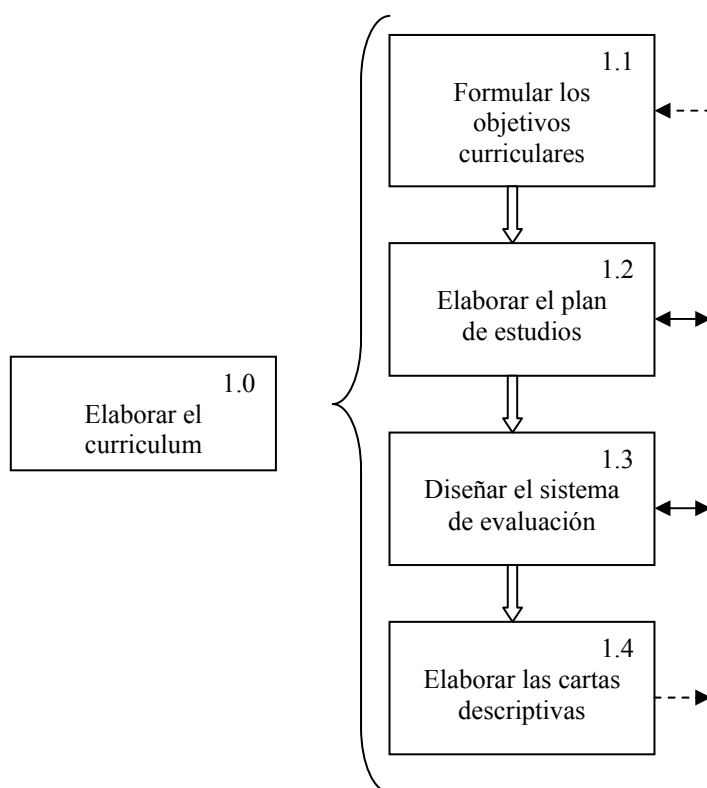 1.0
Elaborar el
curriculum
1.1
Formular los
objetivos
curriculares
1.2
Elaborar el plan
de estudios
1.3
Diseñar el sistema
de evaluación
1.4
Elaborar las cartas
descriptivas